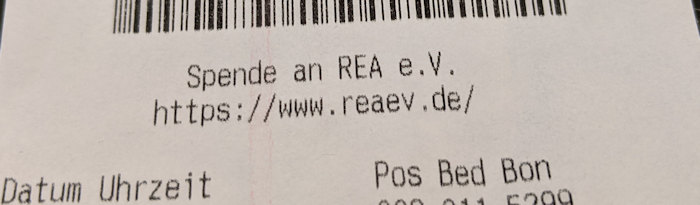 Spende an REA e.V.
https://www.reaev.de/
Datum Uhrzeit Pos Bed Bon